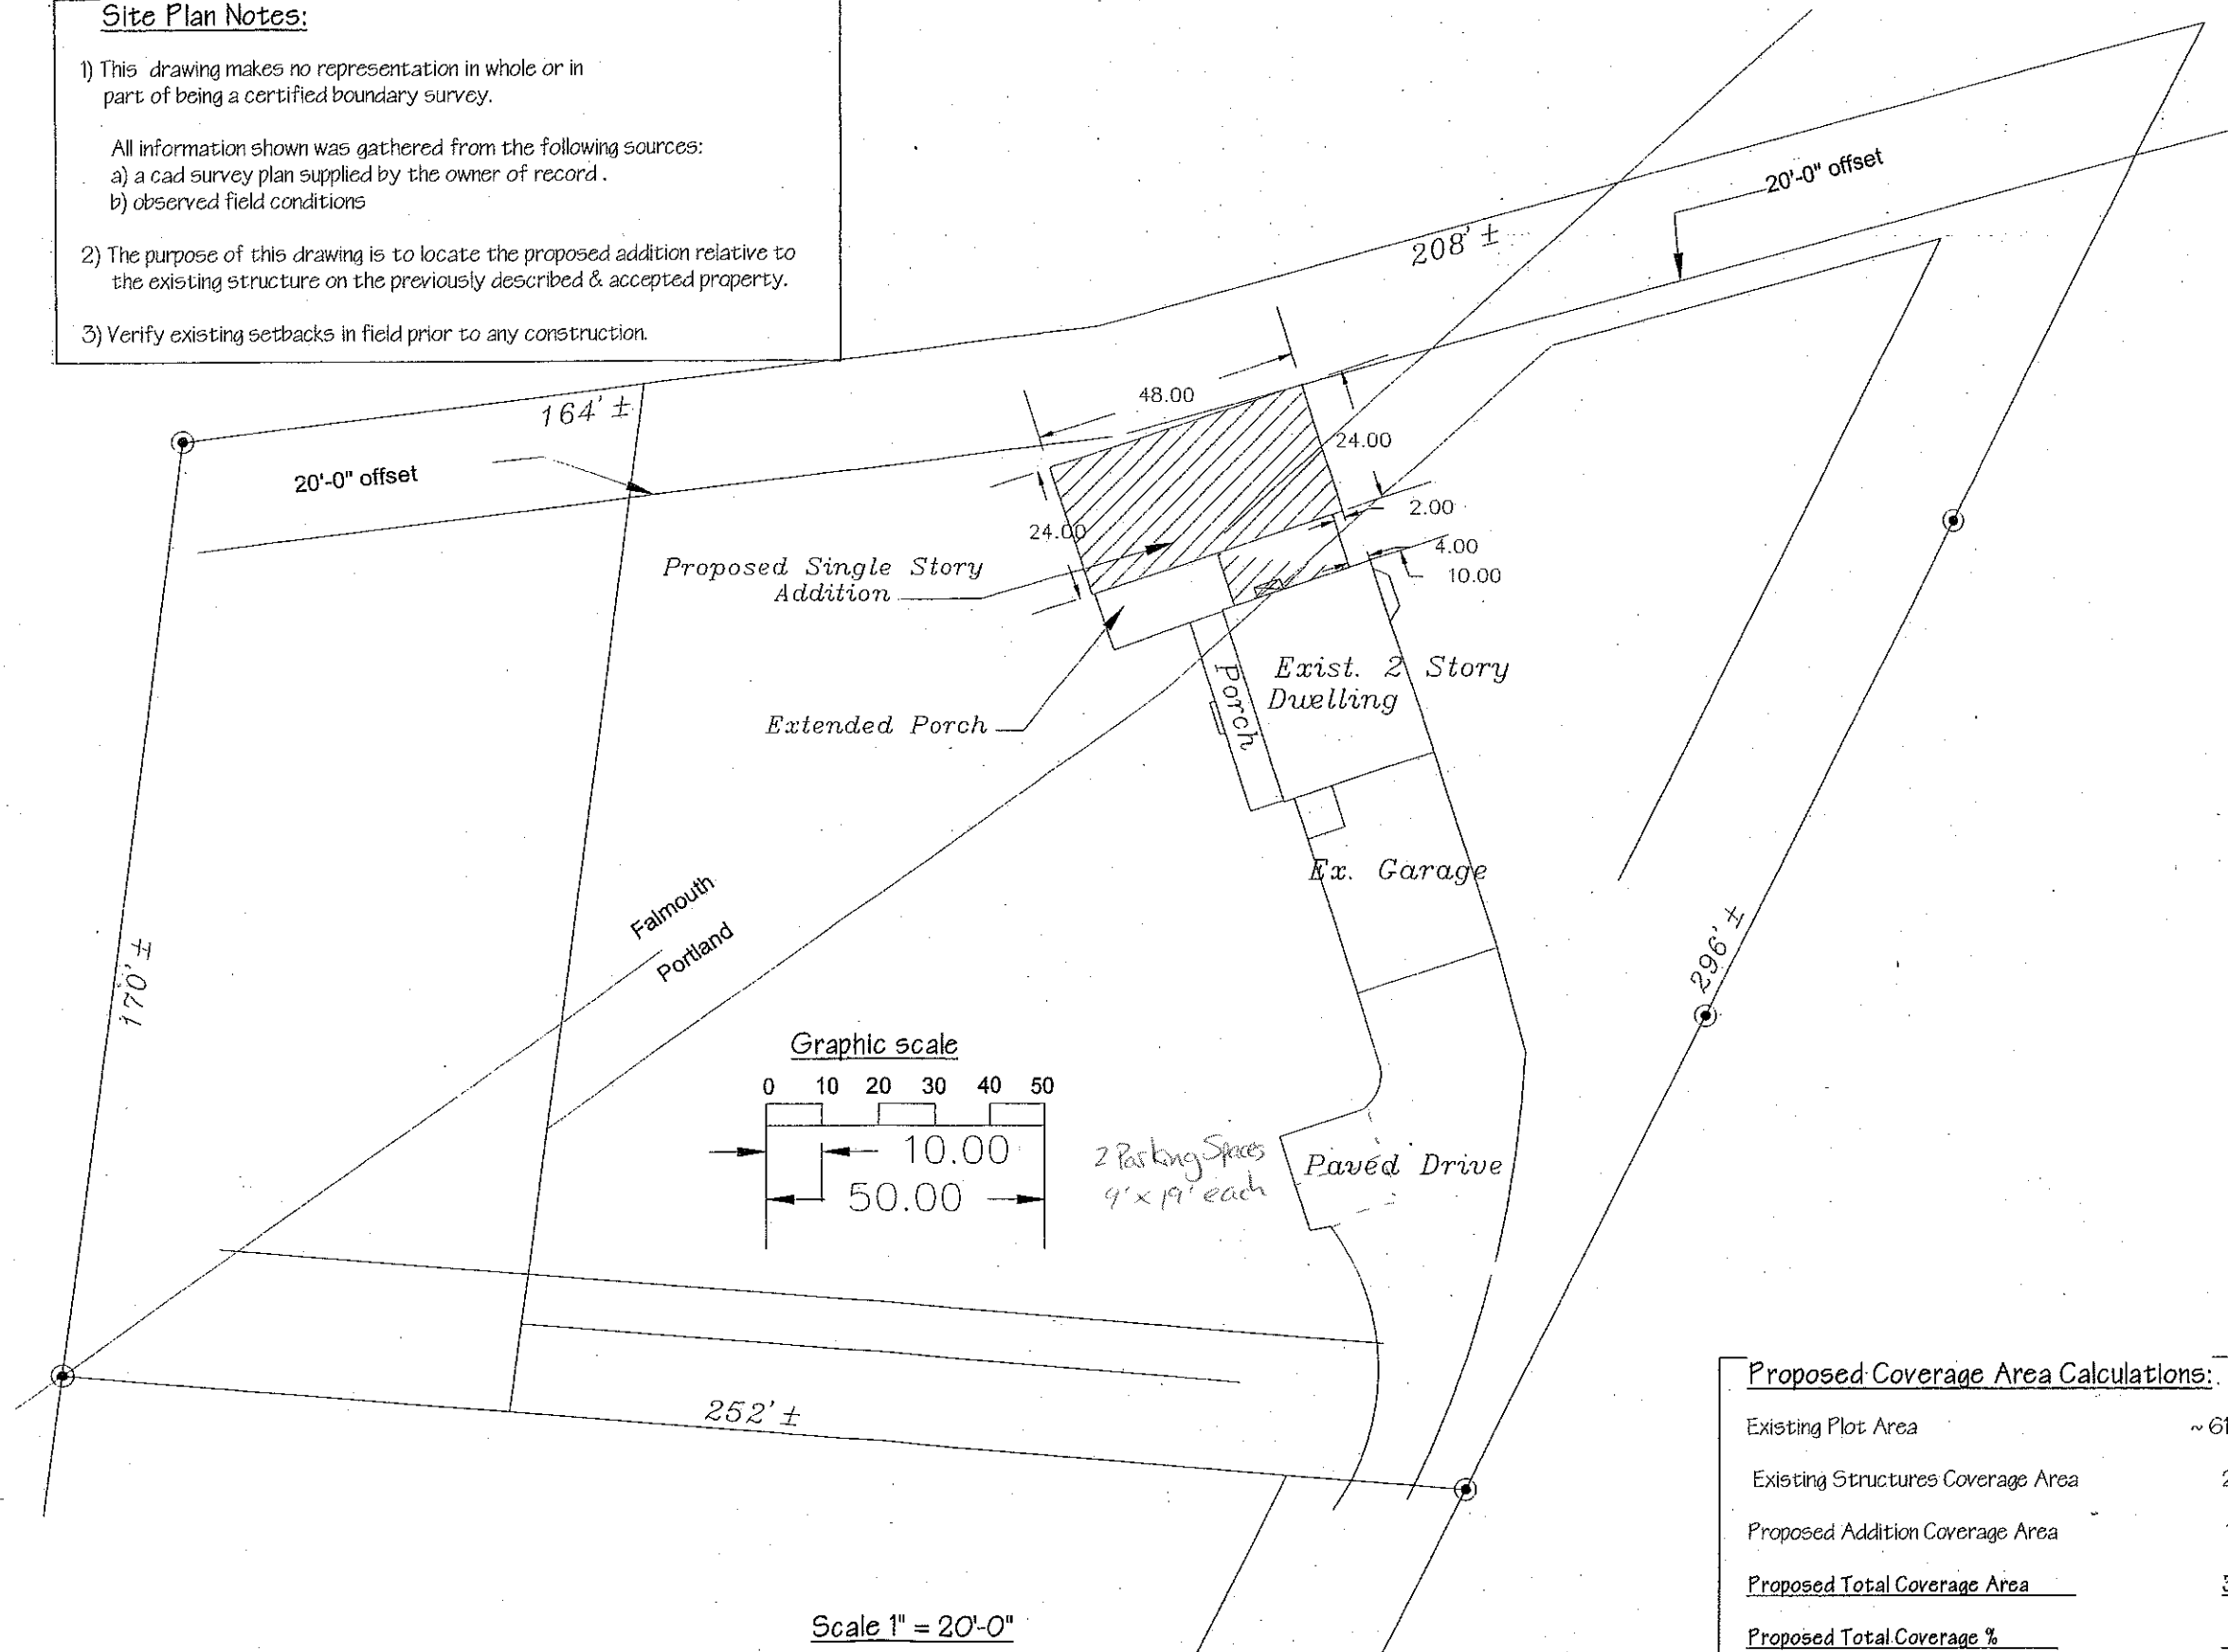 Site Plan Notes:
1) This drawing makes no representation in whole or in
part of being a certified boundary survey.
All information shown was gathered from the following sources:
a) a cad survey plan supplied by the owner of record.
b) observed field conditions
2) The purpose of this drawing is to locate the proposed addition relative to
the existing structure on the previously described & accepted property.
3) Verify existing setbacks in field prior to any construction.
20'-0" offset
208' ±
164' ±
48.00
20'-0" offset
24.00
2.00
24.00
4.00
10.00
Proposed Single Story
Addition
Extended Porch
Porch
Exist. 2 Story
Dwelling
Ex. Garage
Falmouth
Portland
170' ±
296' ±
Graphic scale
0 10 20 30 40 50
10.00
50.00
2 Parking Spaces
9' x 19' each
Paved Drive
252' ±
Scale 1" = 20'-0"
Proposed Coverage Area Calculations:
Existing Plot Area ~ 61
Existing Structures Coverage Area 2
Proposed Addition Coverage Area
Proposed Total Coverage Area 3
Proposed Total Coverage %